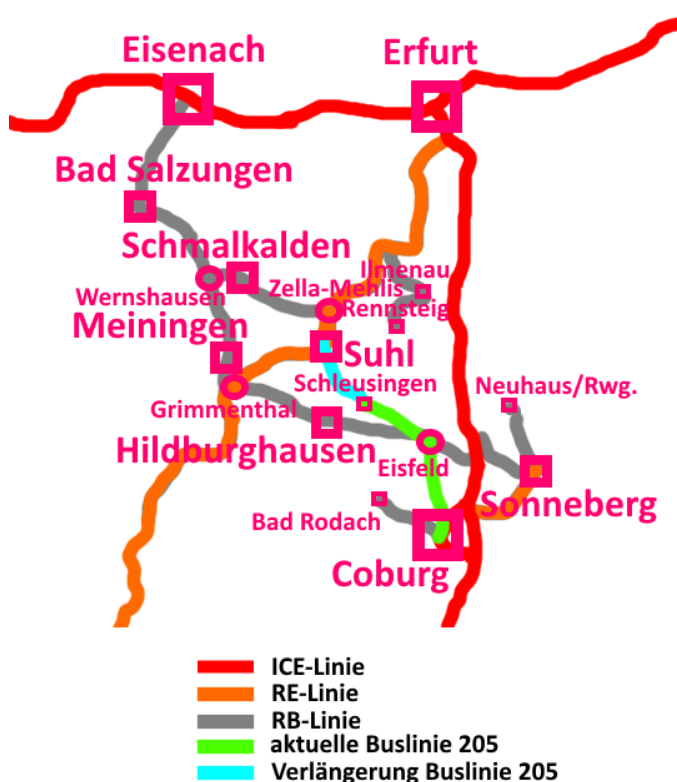 Eisenach
Erfurt
Bad Salzungen
Schmalkalden
Ilmenau
Zella-Mehlis
Wernshausen
Rennsteig
Meiningen
Suhl
Schleusingen
Neuhaus/Rwg.
Grimmenthal
Hildburghausen
Eisfeld
Sonneberg
Bad Rodach
Coburg
ICE-Linie
RE-Linie
RB-Linie
aktuelle Buslinie 205
Verlängerung Buslinie 205